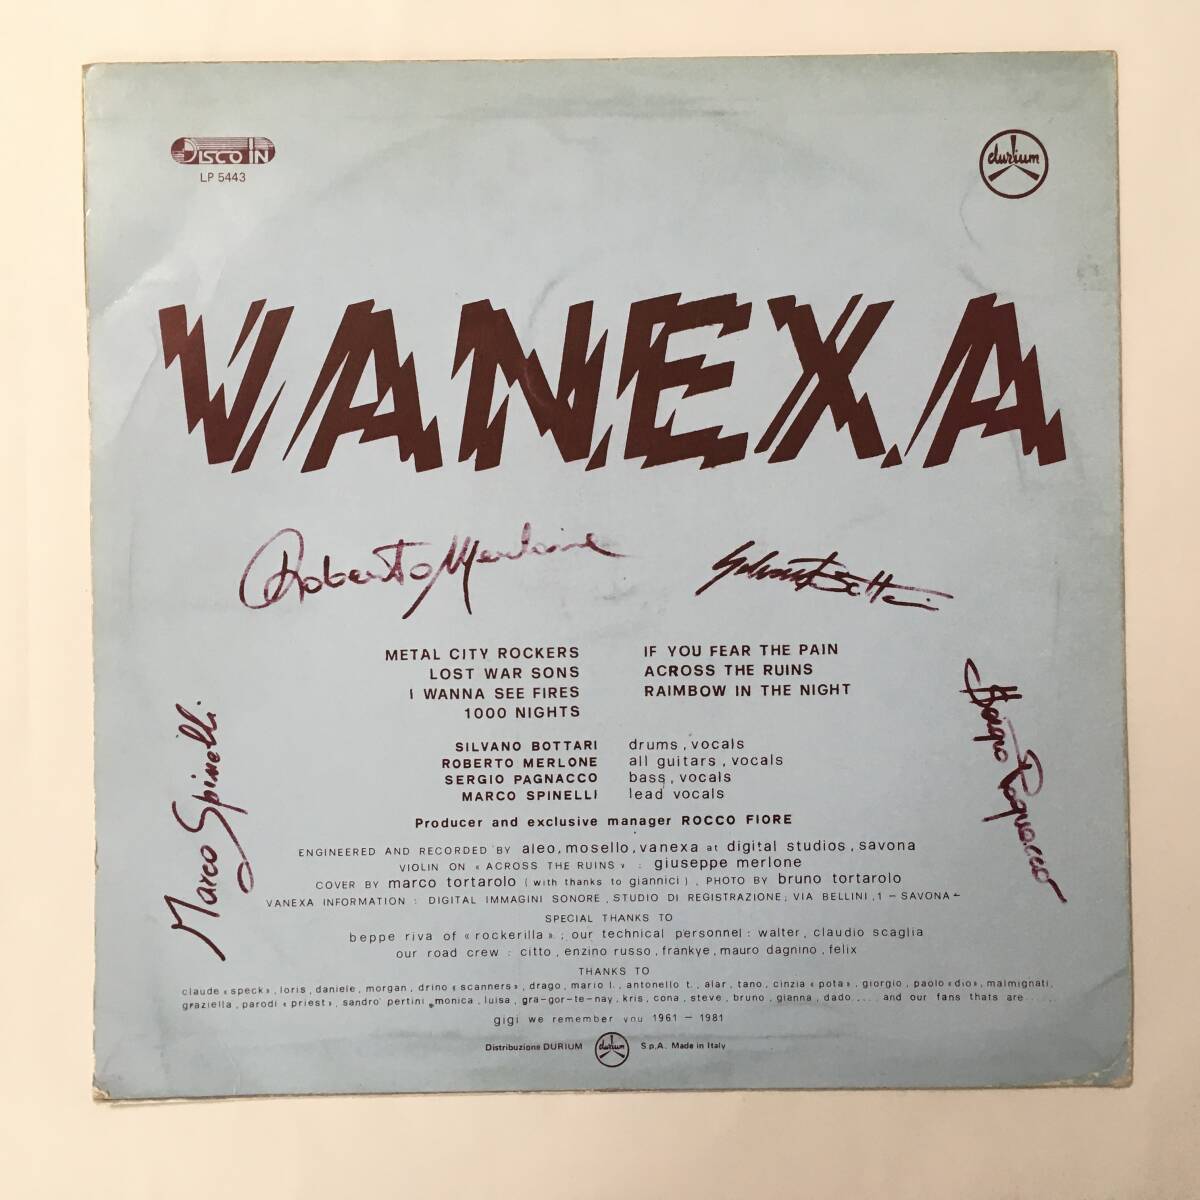 DISCO IN
LP 5443
durium
VANEXA
Roberto Merlone
Silvano Bottari
METAL CITY ROCKERS
LOST WAR SONS
I WANNA SEE FIRES
1000 NIGHTS
IF YOU FEAR THE PAIN
ACROSS THE RUINS
RAIMBOW IN THE NIGHT
Marco Spinelli
Sergio Pagnacco
SILVANO BOTTARI drums, vocals
ROBERTO MERLONE all guitars, vocals
SERGIO PAGNACCO bass, vocals
MARCO SPINELLI lead vocals
Producer and exclusive manager ROCCO FIORE
ENGINEERED AND RECORDED BY aleo, mosello, vanexa at digital studios, savona
VIOLIN ON « ACROSS THE RUINS » : giuseppe merlone
COVER BY marco tortarolo (with thanks to giannici), PHOTO BY bruno tortarolo
VANEXA INFORMATION : DIGITAL IMMAGINI SONORE, STUDIO DI REGISTRAZIONE; VIA BELLINI, 1 - SAVONA -
SPECIAL THANKS TO
beppe riva of « rockerilla »; our technical personnel : walter, claudio scaglia
our road crew : citto, enzino russo, frankye, mauro dagnino, felix
THANKS TO
claude « speck », loris, daniele, morgan, drino « scanners », drago, mario l., antonello t., alar, tano, cinzia « pota », giorgio, paolo « dio », malmignati,
graziella, parodi « priest », sandro pertini, monica, luisa, gra-gor-te-nay, kris, cona, steve, bruno, gianna, dado.... and our fans thats are......
gigi we remember you 1961 - 1981
Distribuzione DURIUM durium S.p.A. Made in Italy